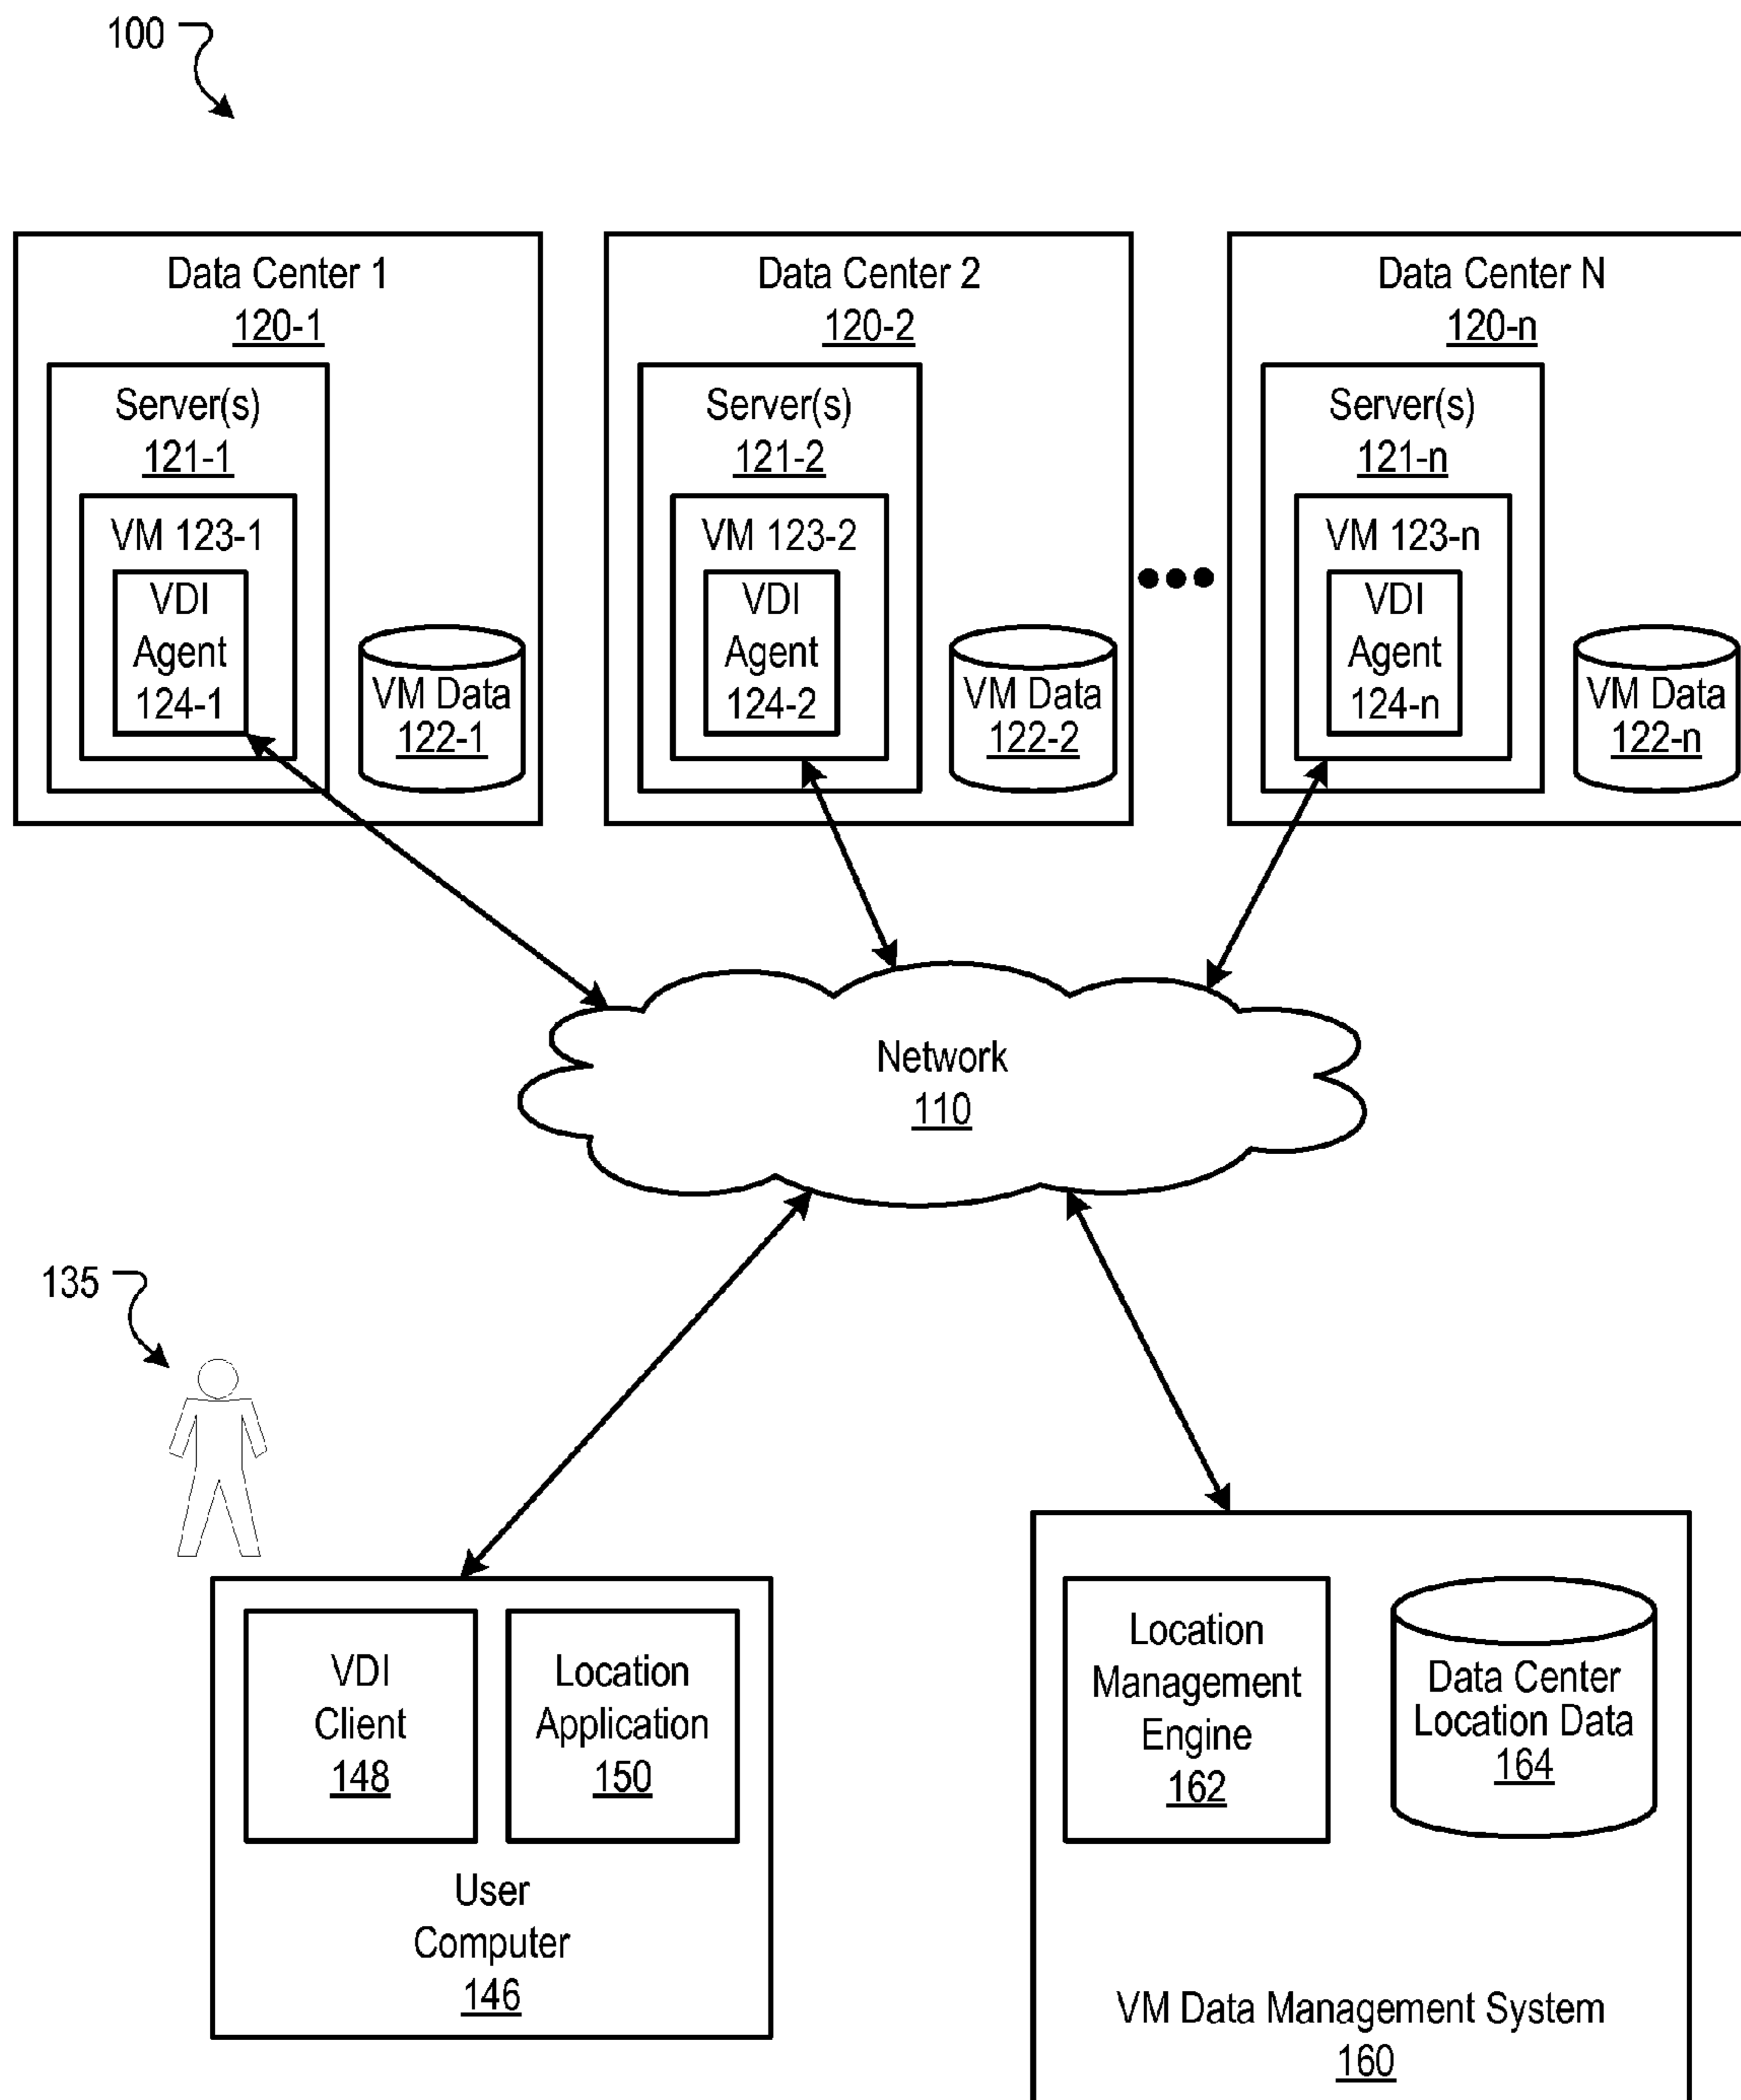 100
Data Center 1
120-1
Server(s)
121-1
VM 123-1
VDI
Agent
124-1
VM Data
122-1
Data Center 2
120-2
Server(s)
121-2
VM 123-2
VDI
Agent
124-2
VM Data
122-2
Data Center N
120-n
Server(s)
121-n
VM 123-n
VDI
Agent
124-n
VM Data
122-n
Network
110
135
VDI
Client
148
Location
Application
150
User
Computer
146
Location
Management
Engine
162
Data Center
Location Data
164
VM Data Management System
160